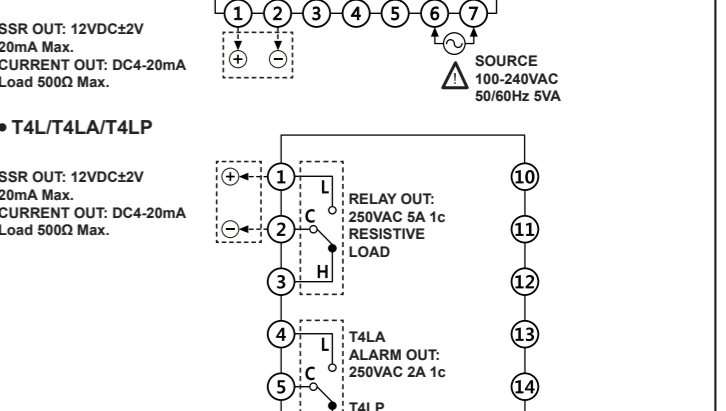 1 2 3 4 5 6 7
SSR OUT: 12VDC±2V
20mA Max.
CURRENT OUT: DC4-20mA
Load 500Ω Max.
+ −
SOURCE
100-240VAC
50/60Hz 5VA
• T4L/T4LA/T4LP
SSR OUT: 12VDC±2V
20mA Max.
CURRENT OUT: DC4-20mA
Load 500Ω Max.
+
−
1
2
3
L
C
H
RELAY OUT:
250VAC 5A 1c
RESISTIVE
LOAD
4
5
L
C
T4LA
ALARM OUT:
250VAC 2A 1c
T4LP
10
11
12
13
14